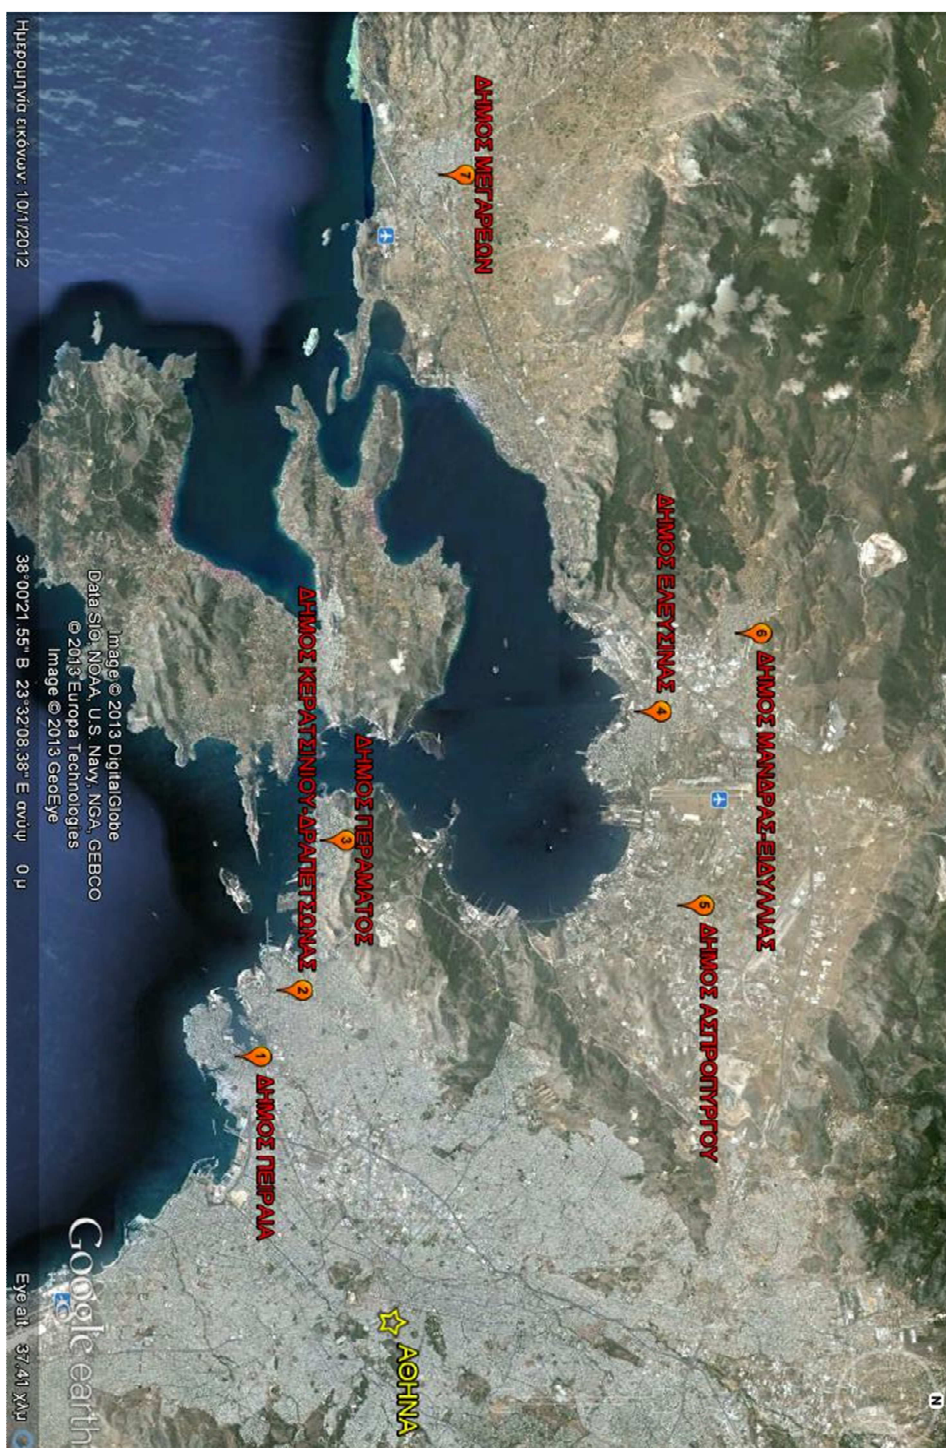 N
6 ΔΗΜΟΣ ΜΑΝΔΡΑΣ-ΕΙΔΥΛΛΙΑΣ
5 ΔΗΜΟΣ ΑΣΠΡΟΠΥΡΓΟΥ
ΔΗΜΟΣ ΕΛΕΥΣΙΝΑΣ
4
ΔΗΜΟΣ ΜΕΓΑΡΕΩΝ
7
ΑΘΗΝΑ
ΔΗΜΟΣ ΠΕΡΑΜΑΤΟΣ
3
ΔΗΜΟΣ ΚΕΡΑΤΣΙΝΙΟΥ-ΔΡΑΠΕΤΣΩΝΑΣ
2
1 ΔΗΜΟΣ ΠΕΙΡΑΙΑ
Image © 2013 DigitalGlobe
Data SIO, NOAA, U.S. Navy, NGA, GEBCO
© 2013 Europa Technologies
Image © 2013 GeoEye
Google earth
Ημερομηνία εικόνων: 10/1/2012 38°00'21.55" Β 23°32'08.38" Ε ανύψ 0 μ Eye alt 37.41 χλμ